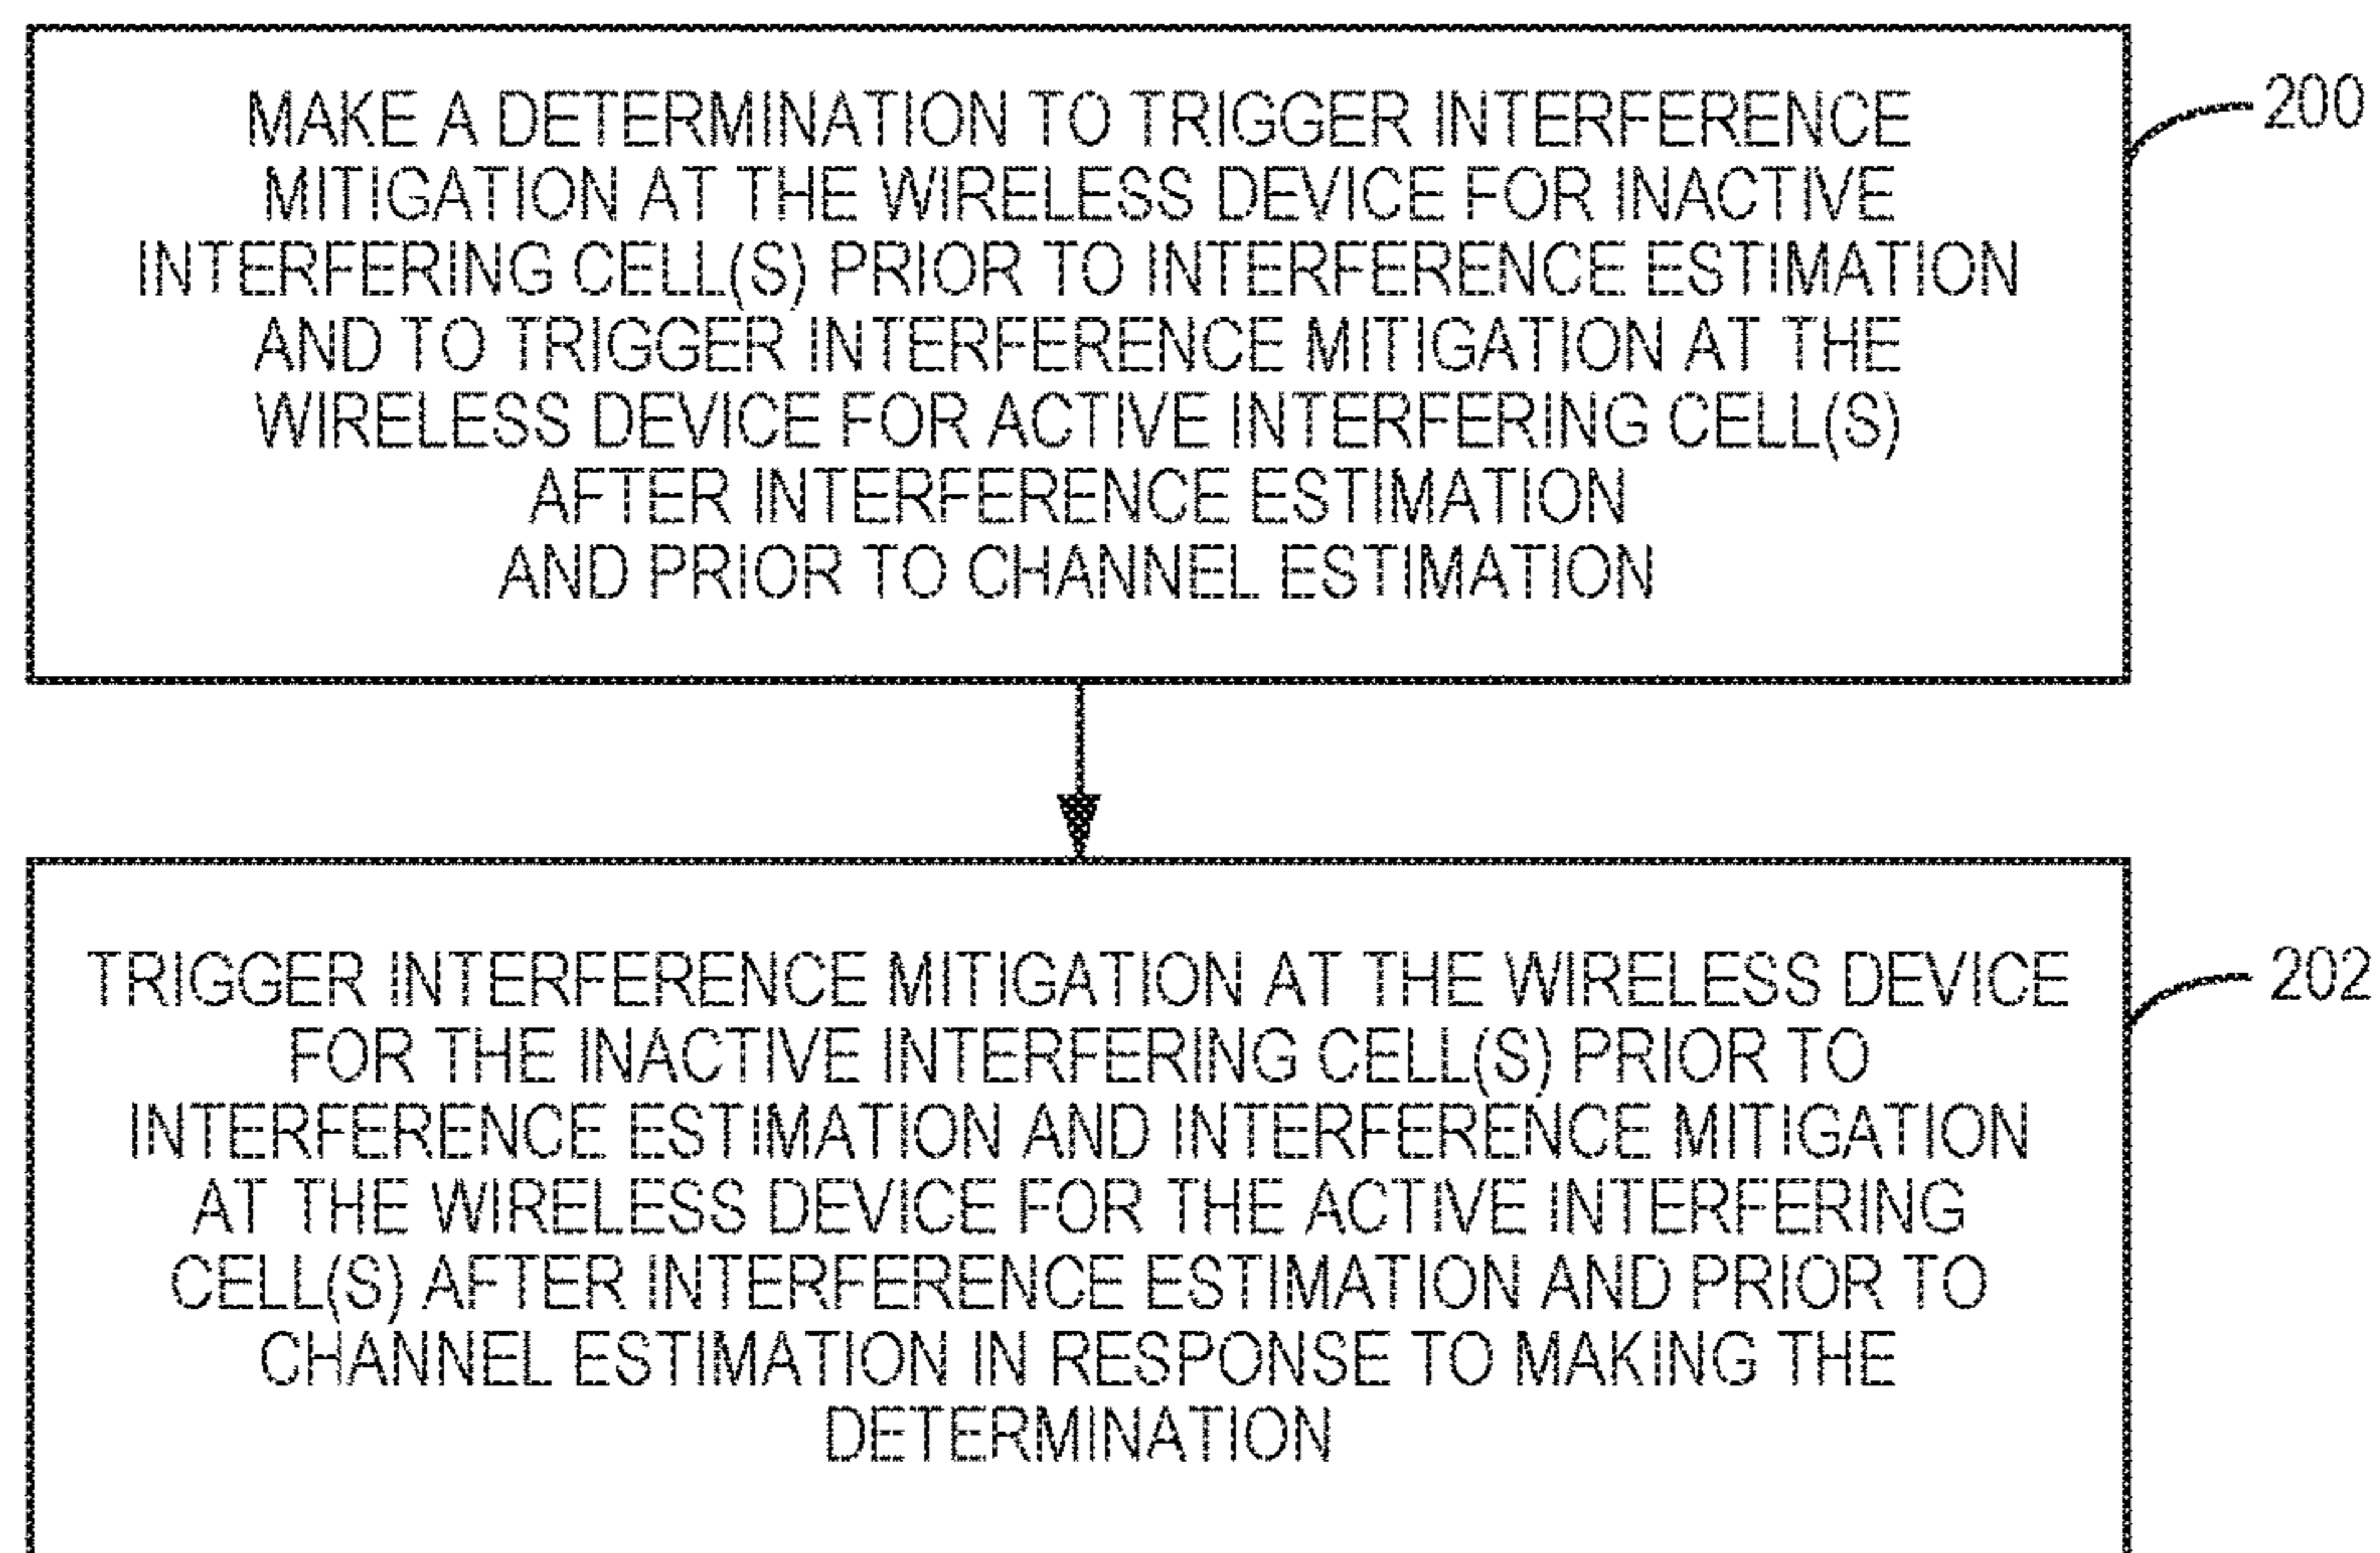 MAKE A DETERMINATION TO TRIGGER INTERFERENCE
MITIGATION AT THE WIRELESS DEVICE FOR INACTIVE
INTERFERING CELL(S) PRIOR TO INTERFERENCE ESTIMATION
AND TO TRIGGER INTERFERENCE MITIGATION AT THE
WIRELESS DEVICE FOR ACTIVE INTERFERING CELL(S)
AFTER INTERFERENCE ESTIMATION
AND PRIOR TO CHANNEL ESTIMATION
200
TRIGGER INTERFERENCE MITIGATION AT THE WIRELESS DEVICE
FOR THE INACTIVE INTERFERING CELL(S) PRIOR TO
INTERFERENCE ESTIMATION AND INTERFERENCE MITIGATION
AT THE WIRELESS DEVICE FOR THE ACTIVE INTERFERING
CELL(S) AFTER INTERFERENCE ESTIMATION AND PRIOR TO
CHANNEL ESTIMATION IN RESPONSE TO MAKING THE
DETERMINATION
202